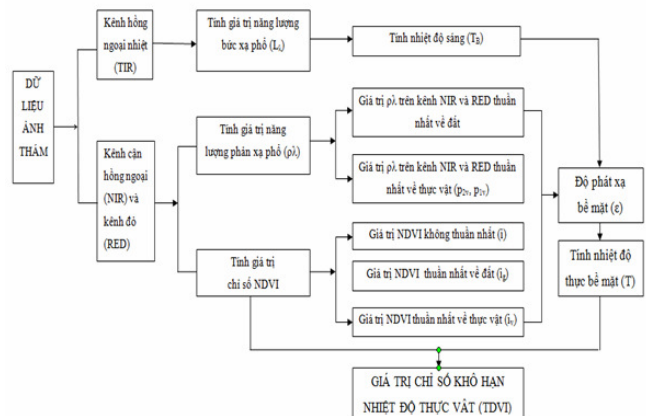 DỮ
LIỆU
ẢNH
THÁM
Kênh hồng
ngoại nhiệt
(TIR)
Kênh cận
hồng ngoại
(NIR) và
kênh đỏ
(RED)
Tính giá trị năng lượng
bức xạ phổ (Lλ)
Tính nhiệt độ sáng (TB)
Tính giá trị năng
lượng phản xạ phổ (ρλ)
Giá trị ρλ trên kênh NIR và RED thuần
nhất về đất
Giá trị ρλ trên kênh NIR và RED thuần
nhất về thực vật (p2v, p1v)
Tính giá trị
chỉ số NDVI
Giá trị NDVI không thuần nhất (i)
Giá trị NDVI thuần nhất về đất (ig)
Giá trị NDVI thuần nhất về thực vật (iv)
Độ phát xạ
bề mặt (ε)
Tính nhiệt độ
thực bề mặt (T)
GIÁ TRỊ CHỈ SỐ KHÔ HẠN
NHIỆT ĐỘ THỰC VẬT (TDVI)